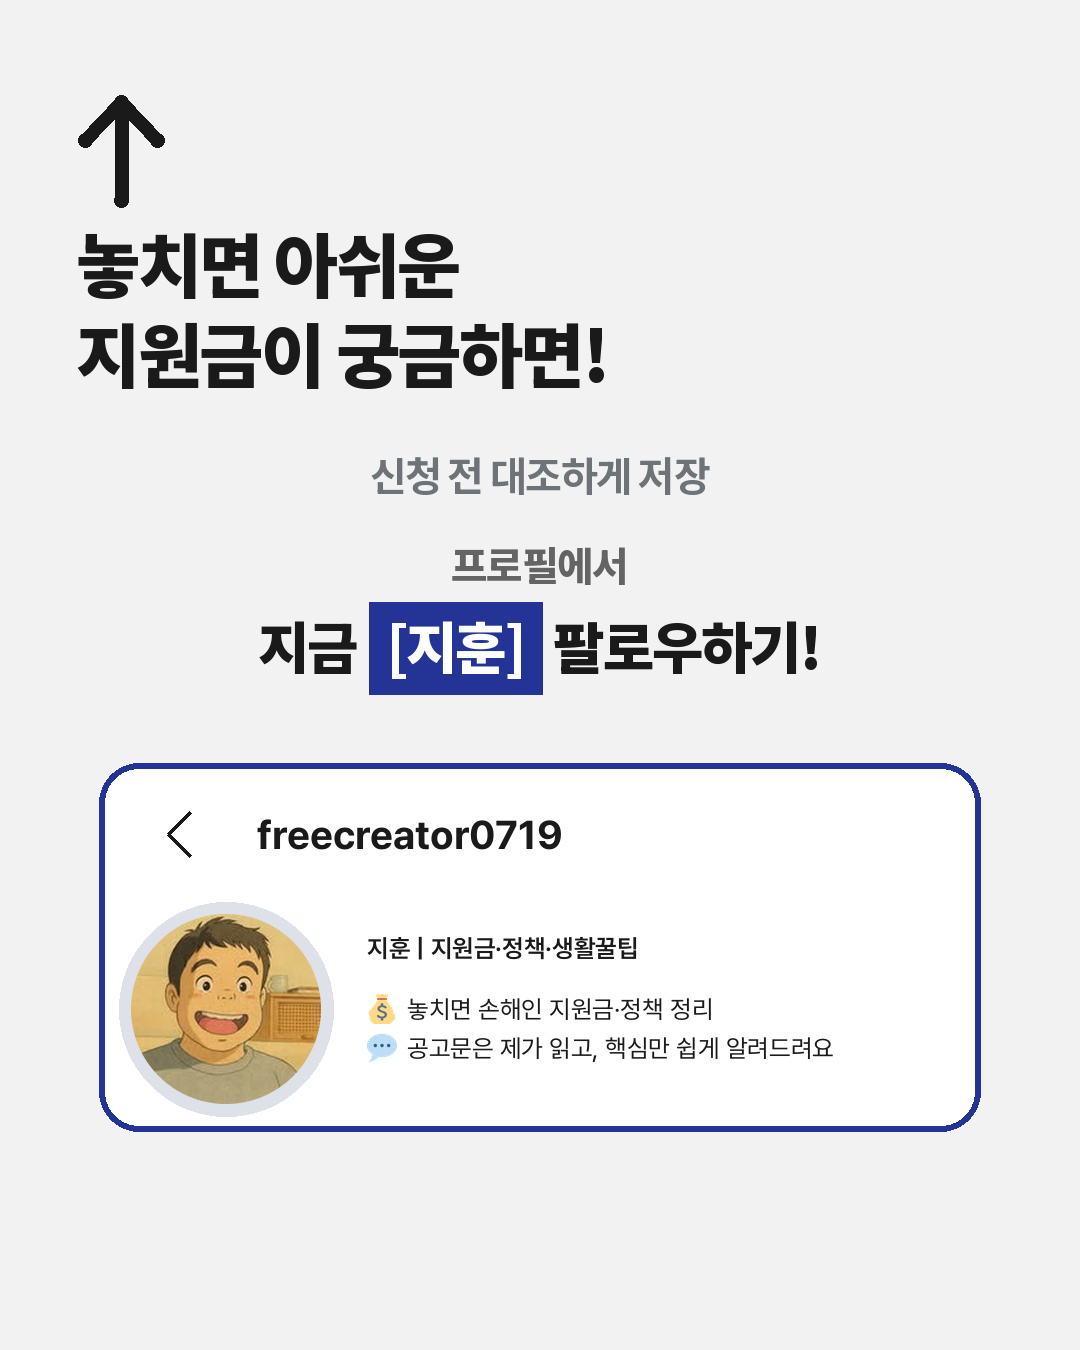 놓치면 아쉬운
지원금이 궁금하면!
신청 전 대조하게 저장
프로필에서
지금 [지훈] 팔로우하기!
freecreator0719
지훈 | 지원금·정책·생활꿀팁
💰 놓치면 손해인 지원금·정책 정리
💬 공고문은 제가 읽고, 핵심만 쉽게 알려드려요